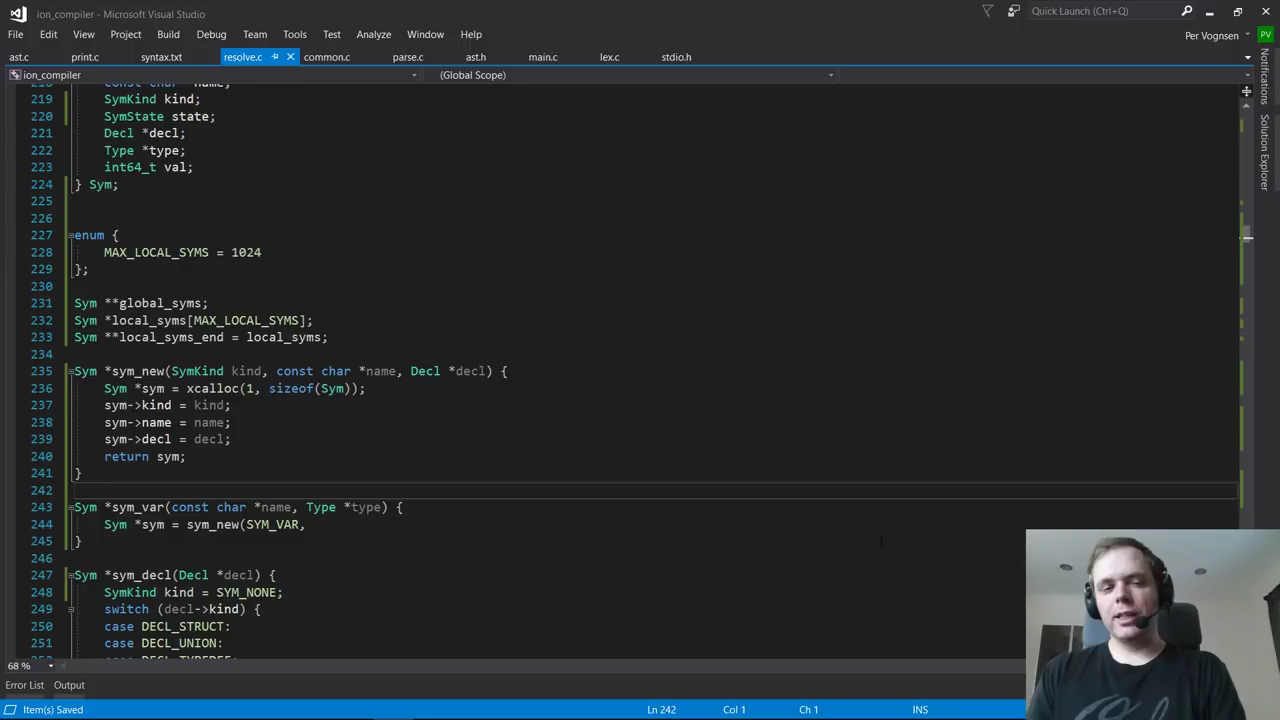 ion_compiler - Microsoft Visual Studio
Quick Launch (Ctrl+Q)
File Edit View Project Build Debug Team Tools Test Analyze Window Help
Per Vognsen PV
ast.c print.c syntax.txt resolve.c common.c parse.c ast.h main.c lex.c stdio.h
ion_compiler (Global Scope)
219 SymKind kind;
220 SymState state;
221 Decl *decl;
222 Type *type;
223 int64_t val;
224 } Sym;
225
226
227 enum {
228 MAX_LOCAL_SYMS = 1024
229 };
230
231 Sym **global_syms;
232 Sym *local_syms[MAX_LOCAL_SYMS];
233 Sym **local_syms_end = local_syms;
234
235 Sym *sym_new(SymKind kind, const char *name, Decl *decl) {
236 Sym *sym = xcalloc(1, sizeof(Sym));
237 sym->kind = kind;
238 sym->name = name;
239 sym->decl = decl;
240 return sym;
241 }
242
243 Sym *sym_var(const char *name, Type *type) {
244 Sym *sym = sym_new(SYM_VAR,
245 }
246
247 Sym *sym_decl(Decl *decl) {
248 SymKind kind = SYM_NONE;
249 switch (decl->kind) {
250 case DECL_STRUCT:
251 case DECL_UNION:
68 %
Error List Output
Item(s) Saved Ln 242 Col 1 Ch 1 INS
Notifications
Solution Explorer